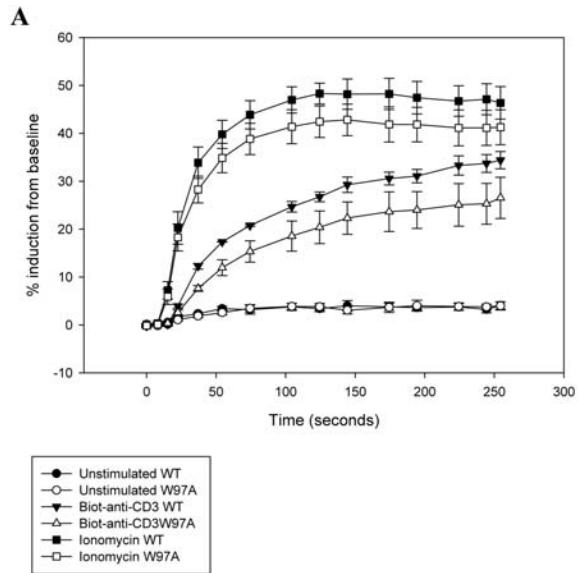 A
60
50
40
30
20
10
0
-10
% induction from baseline
0 50 100 150 200 250 300
Time (seconds)
Unstimulated WT
Unstimulated W97A
Biot-anti-CD3 WT
Biot-anti-CD3W97A
Ionomycin WT
Ionomycin W97A